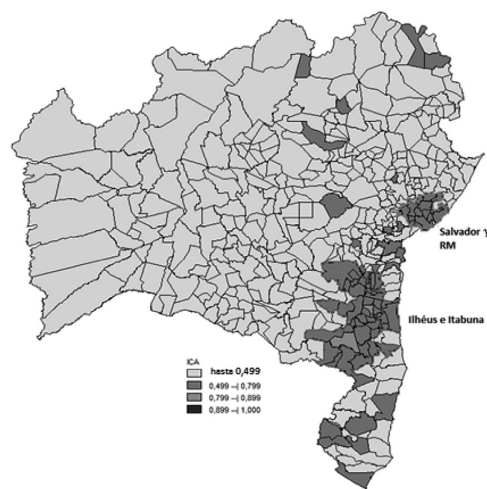 Salvador y
RM
Ilhéus e Itabuna
ICA
hasta 0,499
0,499 --| 0,799
0,799 --| 0,899
0,899 --| 1,000